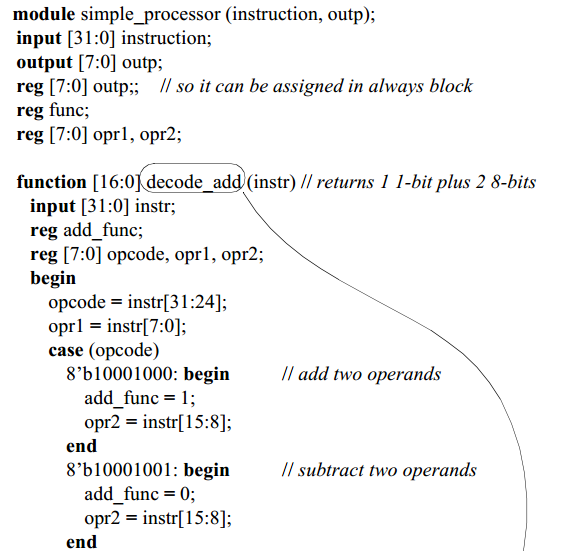 module simple_processor (instruction, outp);
input [31:0] instruction;
output [7:0] outp;
reg [7:0] outp;; // so it can be assigned in always block
reg func;
reg [7:0] opr1, opr2;
function [16:0] decode_add (instr) // returns 1 1-bit plus 2 8-bits
input [31:0] instr;
reg add_func;
reg [7:0] opcode, opr1, opr2;
begin
opcode = instr[31:24];
opr1 = instr[7:0];
case (opcode)
8’b10001000: begin // add two operands
add_func = 1;
opr2 = instr[15:8];
end
8’b10001001: begin // subtract two operands
add_func = 0;
opr2 = instr[15:8];
end